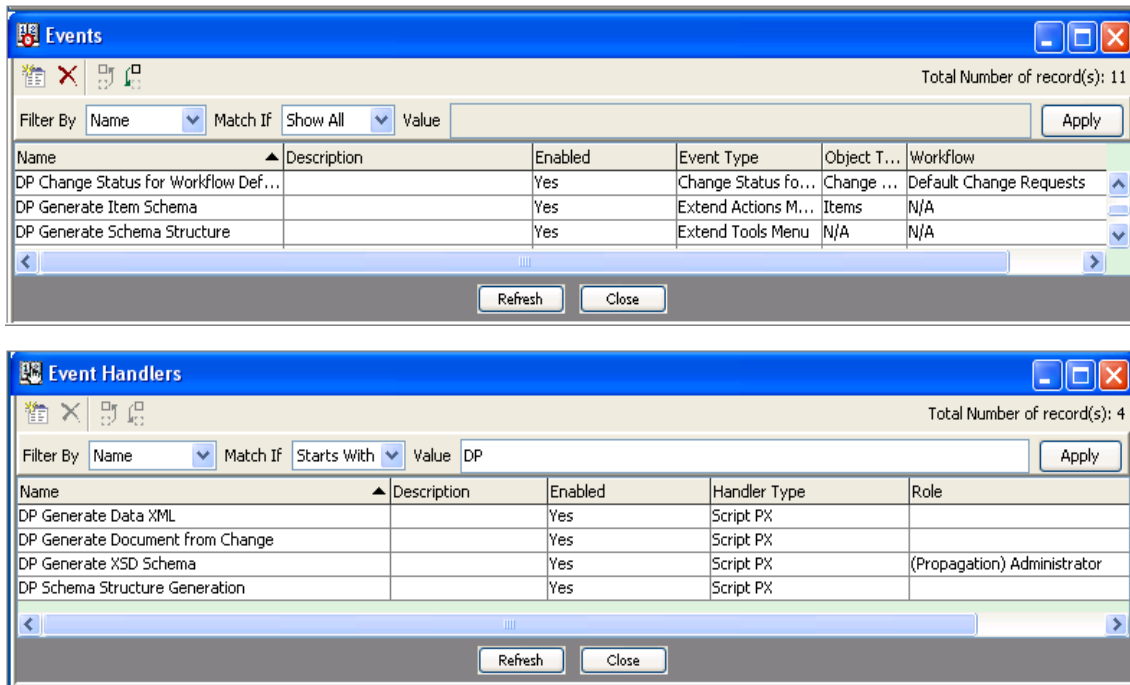 Events
Total Number of record(s): 11
Filter By Name Match If Show All Value Apply
Name Description Enabled Event Type Object T... Workflow
DP Change Status for Workflow Def... Yes Change Status fo... Change ... Default Change Requests
DP Generate Item Schema Yes Extend Actions M... Items N/A
DP Generate Schema Structure Yes Extend Tools Menu N/A N/A
Refresh Close
Event Handlers
Total Number of record(s): 4
Filter By Name Match If Starts With Value DP Apply
Name Description Enabled Handler Type Role
DP Generate Data XML Yes Script PX
DP Generate Document from Change Yes Script PX
DP Generate XSD Schema Yes Script PX (Propagation) Administrator
DP Schema Structure Generation Yes Script PX
Refresh Close